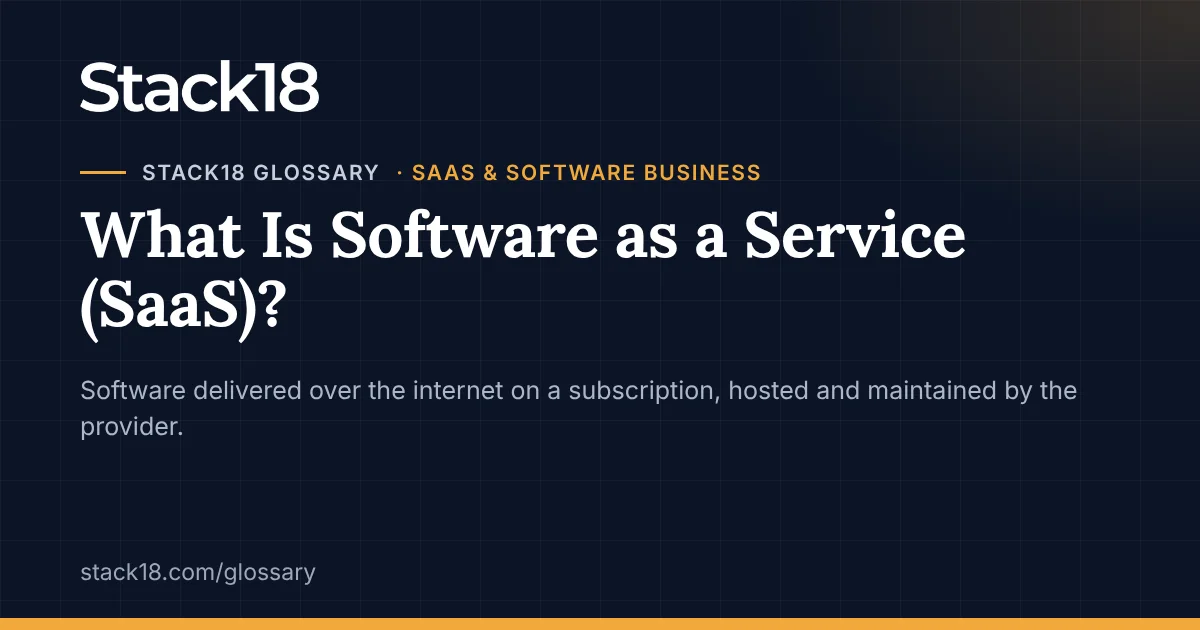 Stack18
STACK18 GLOSSARY · SAAS & SOFTWARE BUSINESS
What Is Software as a Service
(SaaS)?
Software delivered over the internet on a subscription, hosted and maintained by the
provider.
stack18.com/glossary